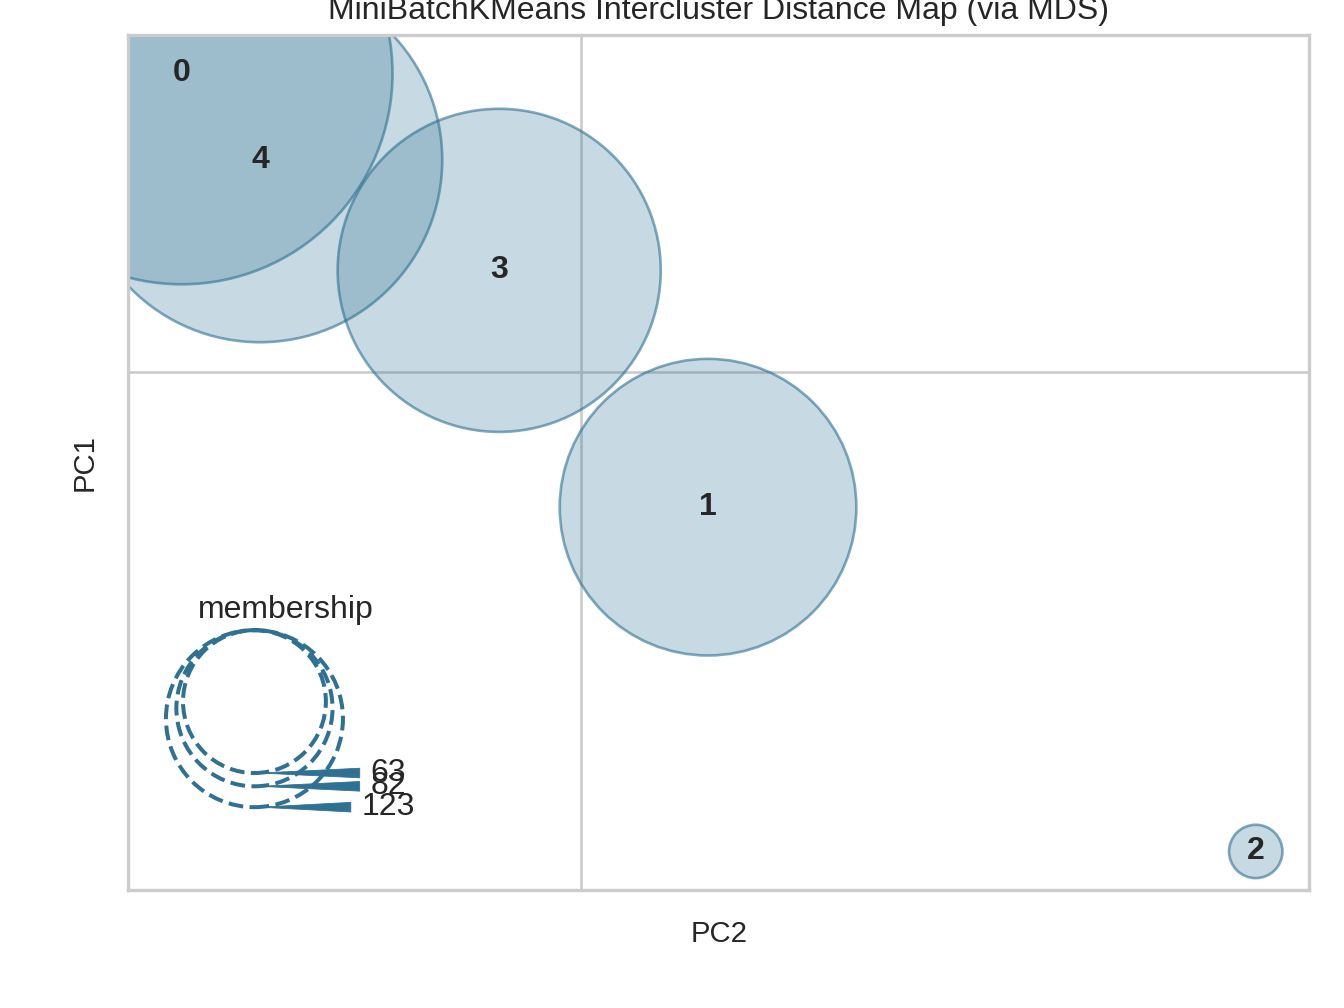 MiniBatchKMeans Intercluster Distance Map (via MDS)
0
4
3
1
2
PC1
membership
63
82
123
PC2